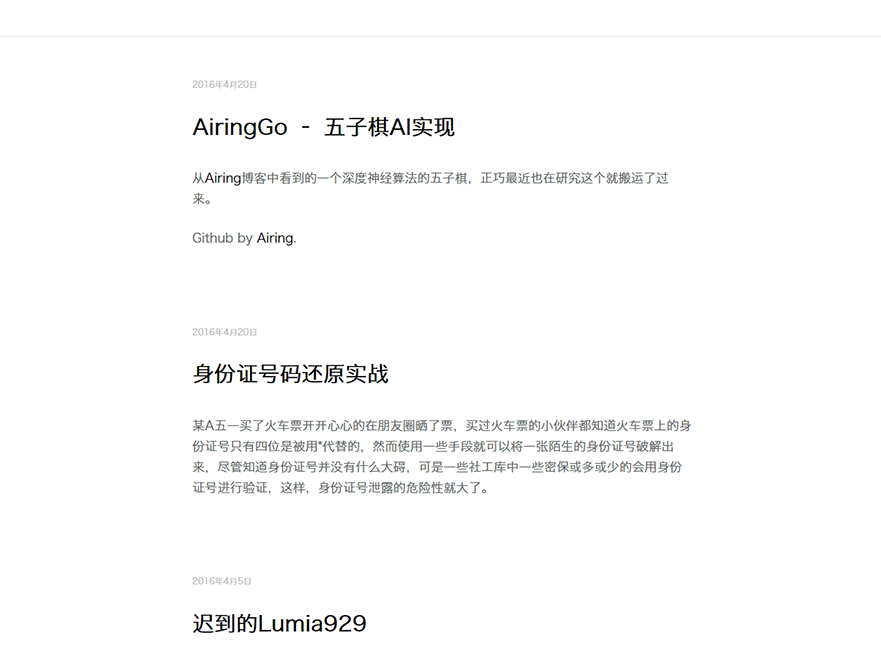 2016年4月20日
AiringGo - 五子棋AI实现
从Airing博客中看到的一个深度神经算法的五子棋，正巧最近也在研究这个就搬运了过
来。
Github by Airing.
2016年4月20日
身份证号码还原实战
某A五一买了火车票开开心心的在朋友圈晒了票，买过火车票的小伙伴都知道火车票上的身
份证号只有四位是被用*代替的，然而使用一些手段就可以将一张陌生的身份证号破解出
来，尽管知道身份证号并没有什么大碍，可是一些社工库中一些密保或多或少的会用身份
证号进行验证，这样，身份证号泄露的危险性就大了。
2016年4月5日
迟到的Lumia929